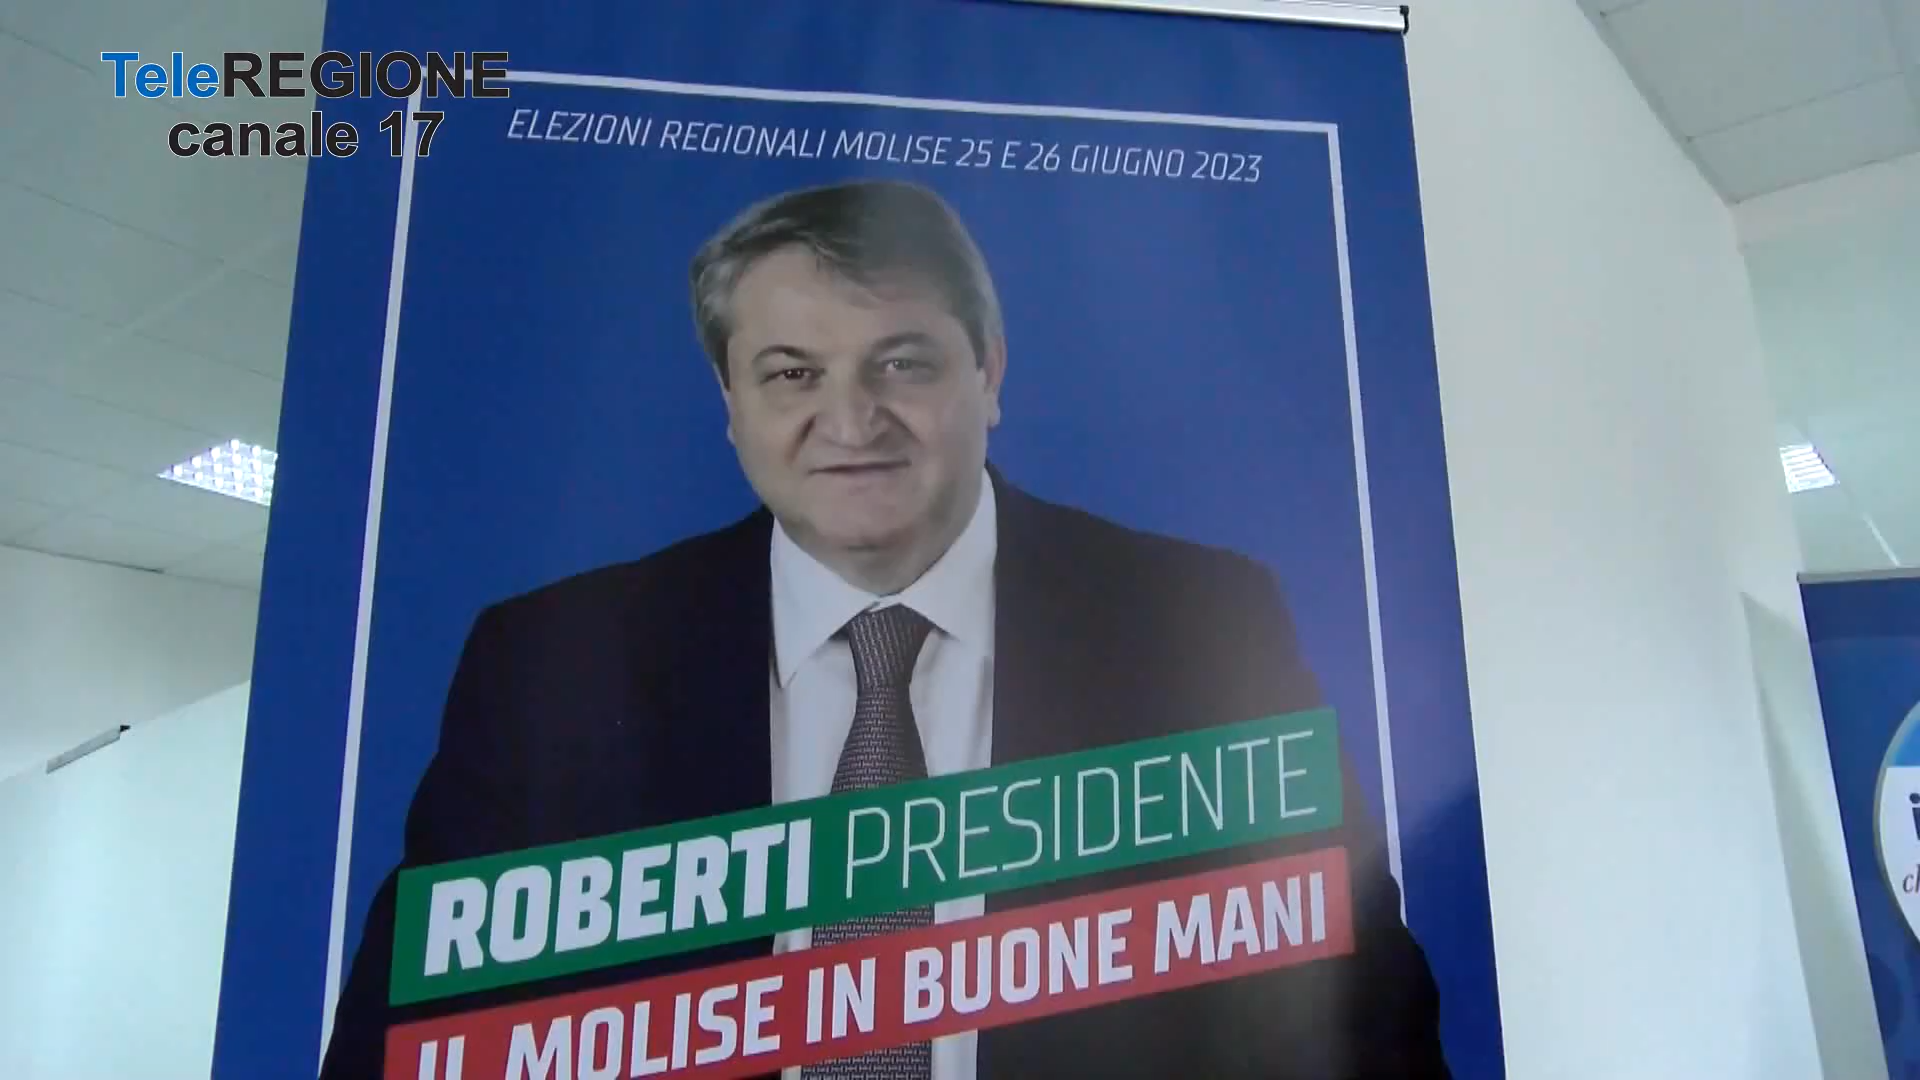 TeleREGIONE
canale 17
ELEZIONI REGIONALI MOLISE 25 E 26 GIUGNO 2023
ROBERTI PRESIDENTE
IL MOLISE IN BUONE MANI